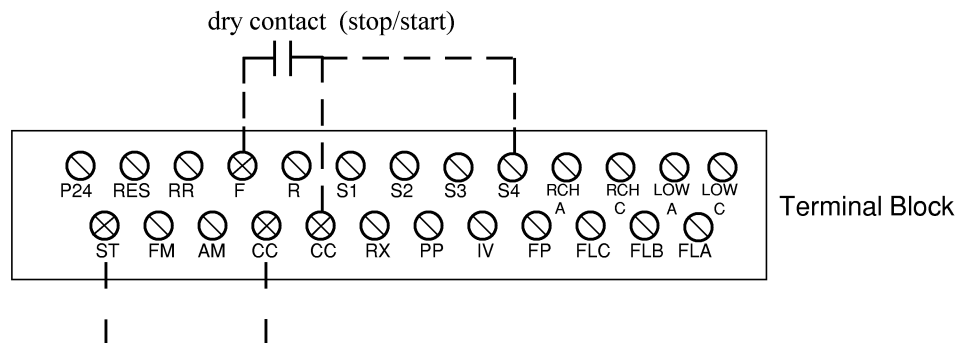 dry contact (stop/start)
P24 RES RR F R S1 S2 S3 S4 RCH A RCH C LOW A LOW C
Terminal Block
ST FM AM CC CC RX PP IV FP FLC FLB FLA